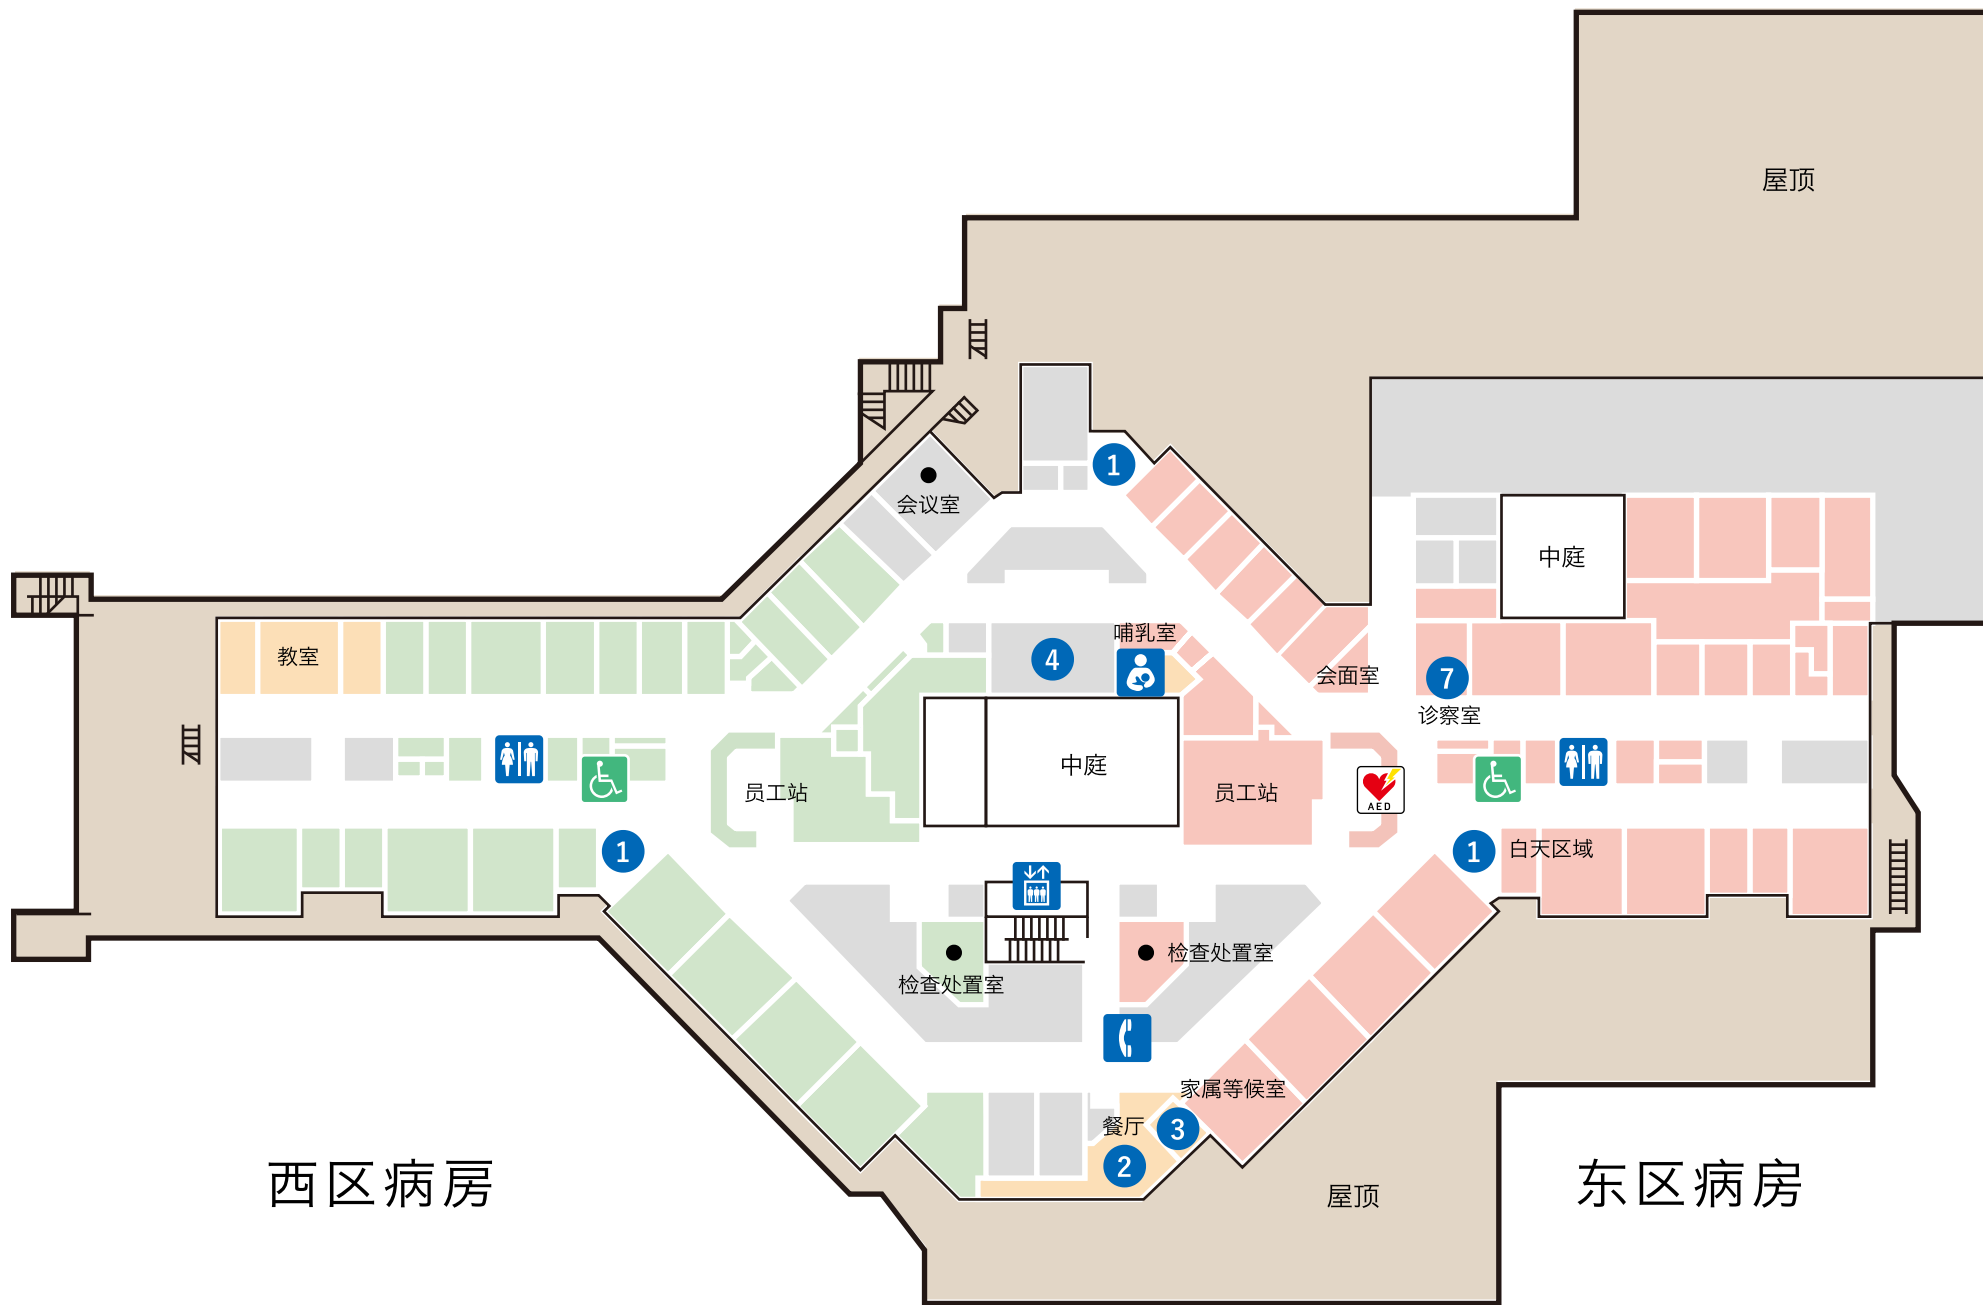 屋顶
1
会议室
中庭
哺乳室
4
教室
会面室
7
诊察室
中庭
员工站
员工站
AED
1
1
白天区域
检查处置室
检查处置室
家属等候室
餐厅
3
2
西区病房
东区病房
屋顶